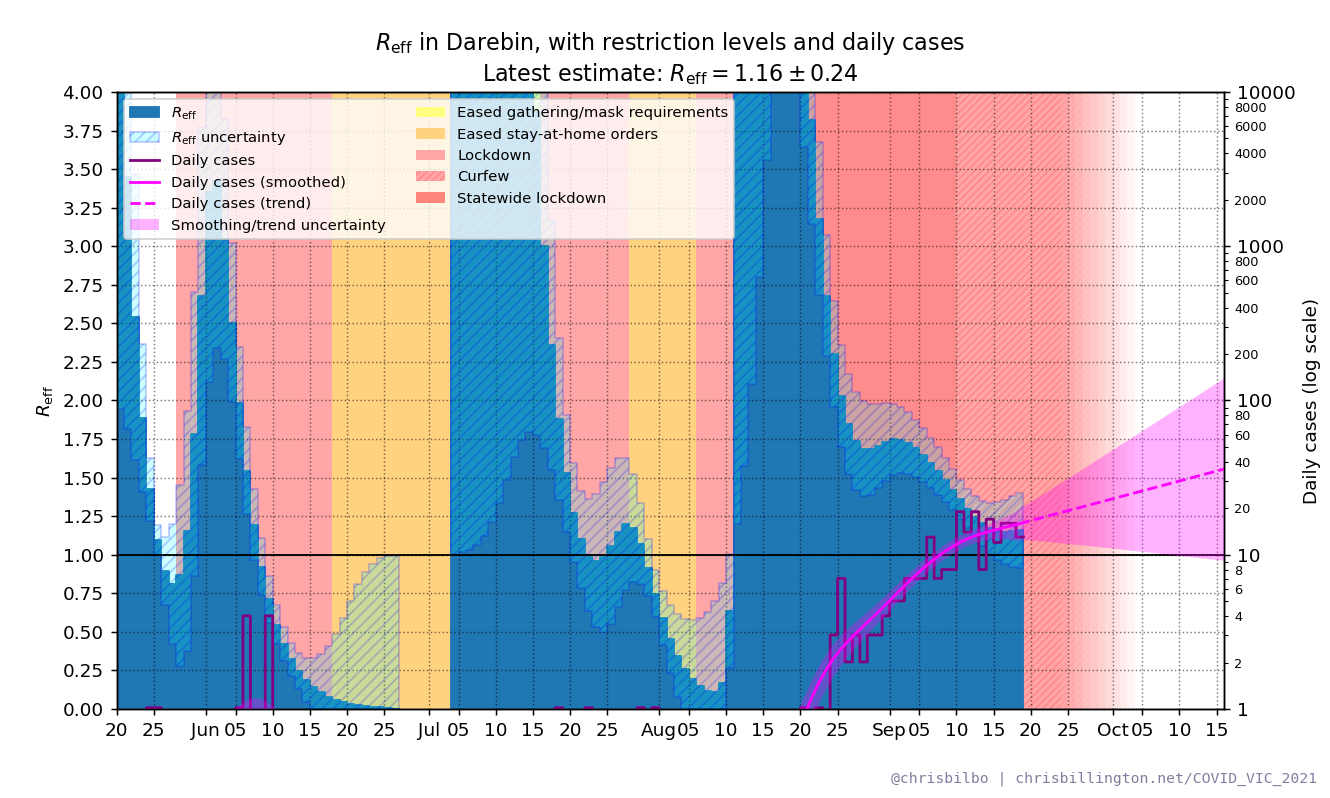 Reff in Darebin, with restriction levels and daily cases
Latest estimate: Reff = 1.16 ± 0.24
Reff
Reff uncertainty
Daily cases
Daily cases (smoothed)
Daily cases (trend)
Smoothing/trend uncertainty
Eased gathering/mask requirements
Eased stay-at-home orders
Lockdown
Curfew
Statewide lockdown
4.00
3.75
3.50
3.25
3.00
2.75
2.50
2.25
2.00
1.75
1.50
1.25
1.00
0.75
0.50
0.25
0.00
Reff
10000
8000
6000
4000
2000
1000
800
600
400
200
100
80
60
40
20
10
8
6
4
2
1
Daily cases (log scale)
20 25 Jun 05 10 15 20 25 Jul 05 10 15 20 25 Aug 05 10 15 20 25 Sep 05 10 15 20 25 Oct 05 10 15
@chrisbilbo | chrisbillington.net/COVID_VIC_2021